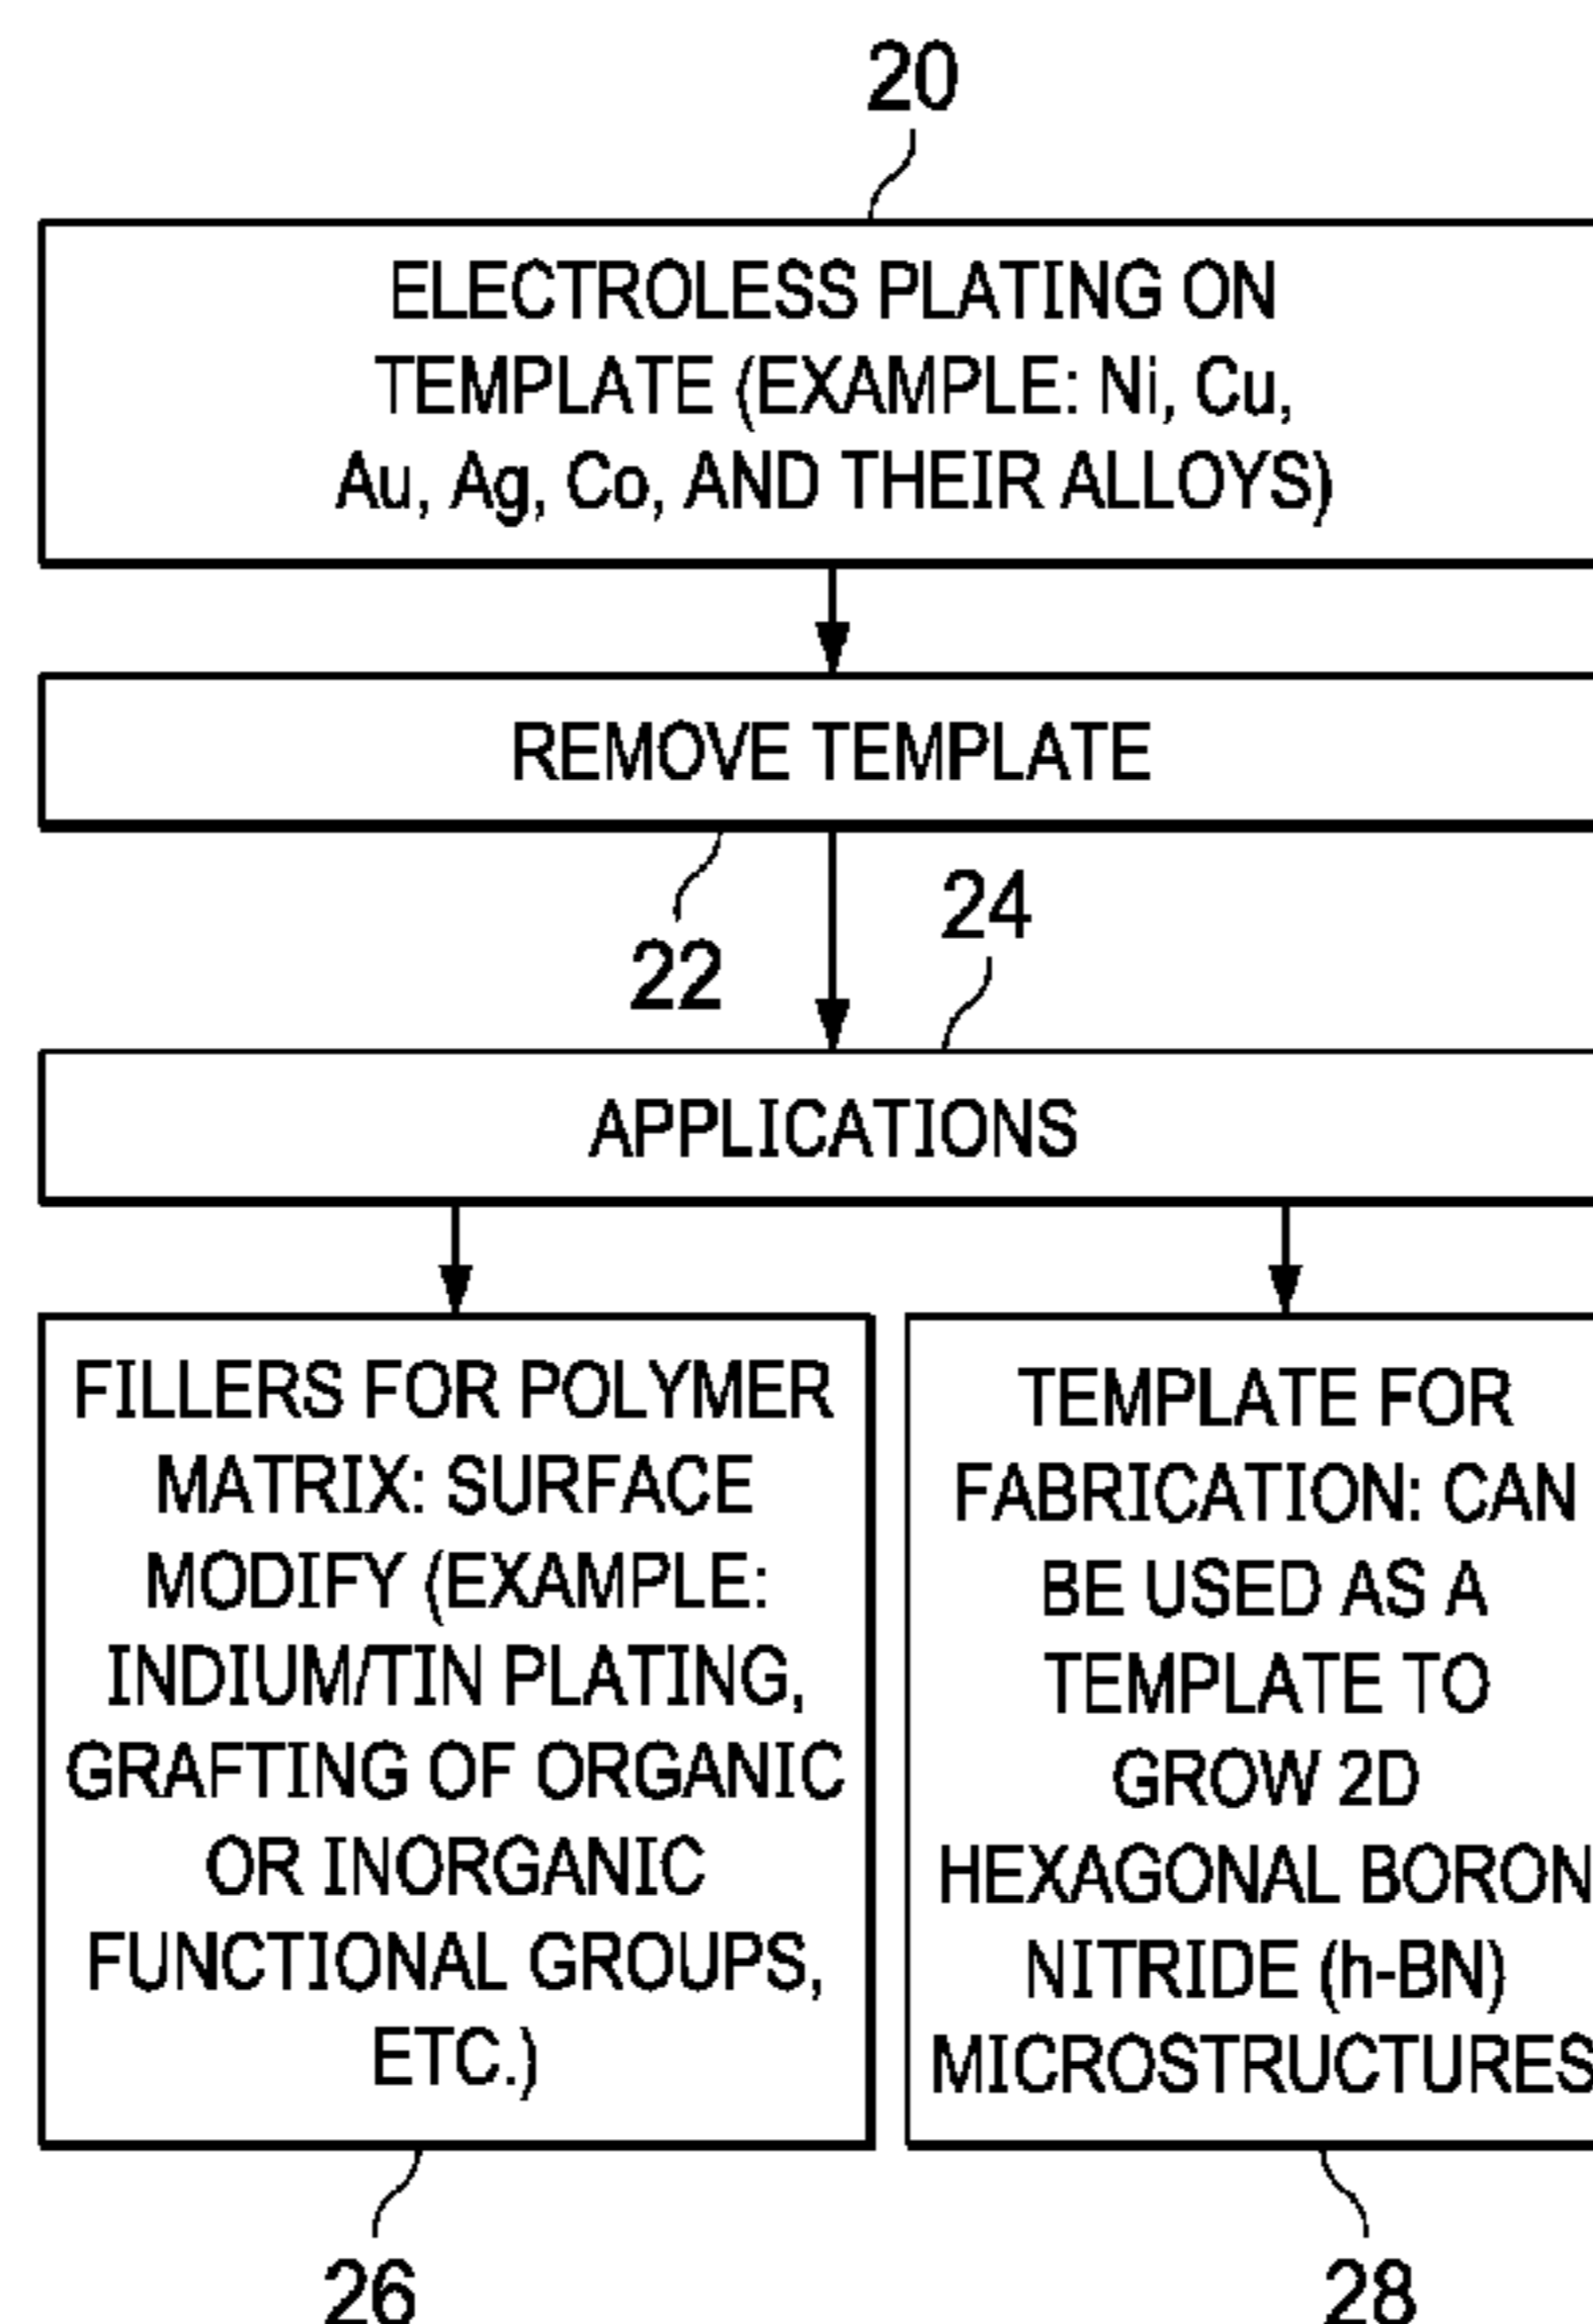 20
ELECTROLESS PLATING ON
TEMPLATE (EXAMPLE: Ni, Cu,
Au, Ag, Co, AND THEIR ALLOYS)
REMOVE TEMPLATE
22
24
APPLICATIONS
FILLERS FOR POLYMER
MATRIX: SURFACE
MODIFY (EXAMPLE:
INDIUM/TIN PLATING,
GRAFTING OF ORGANIC
OR INORGANIC
FUNCTIONAL GROUPS,
ETC.)
26
TEMPLATE FOR
FABRICATION: CAN
BE USED AS A
TEMPLATE TO
GROW 2D
HEXAGONAL BORON
NITRIDE (h-BN)
MICROSTRUCTURES
28